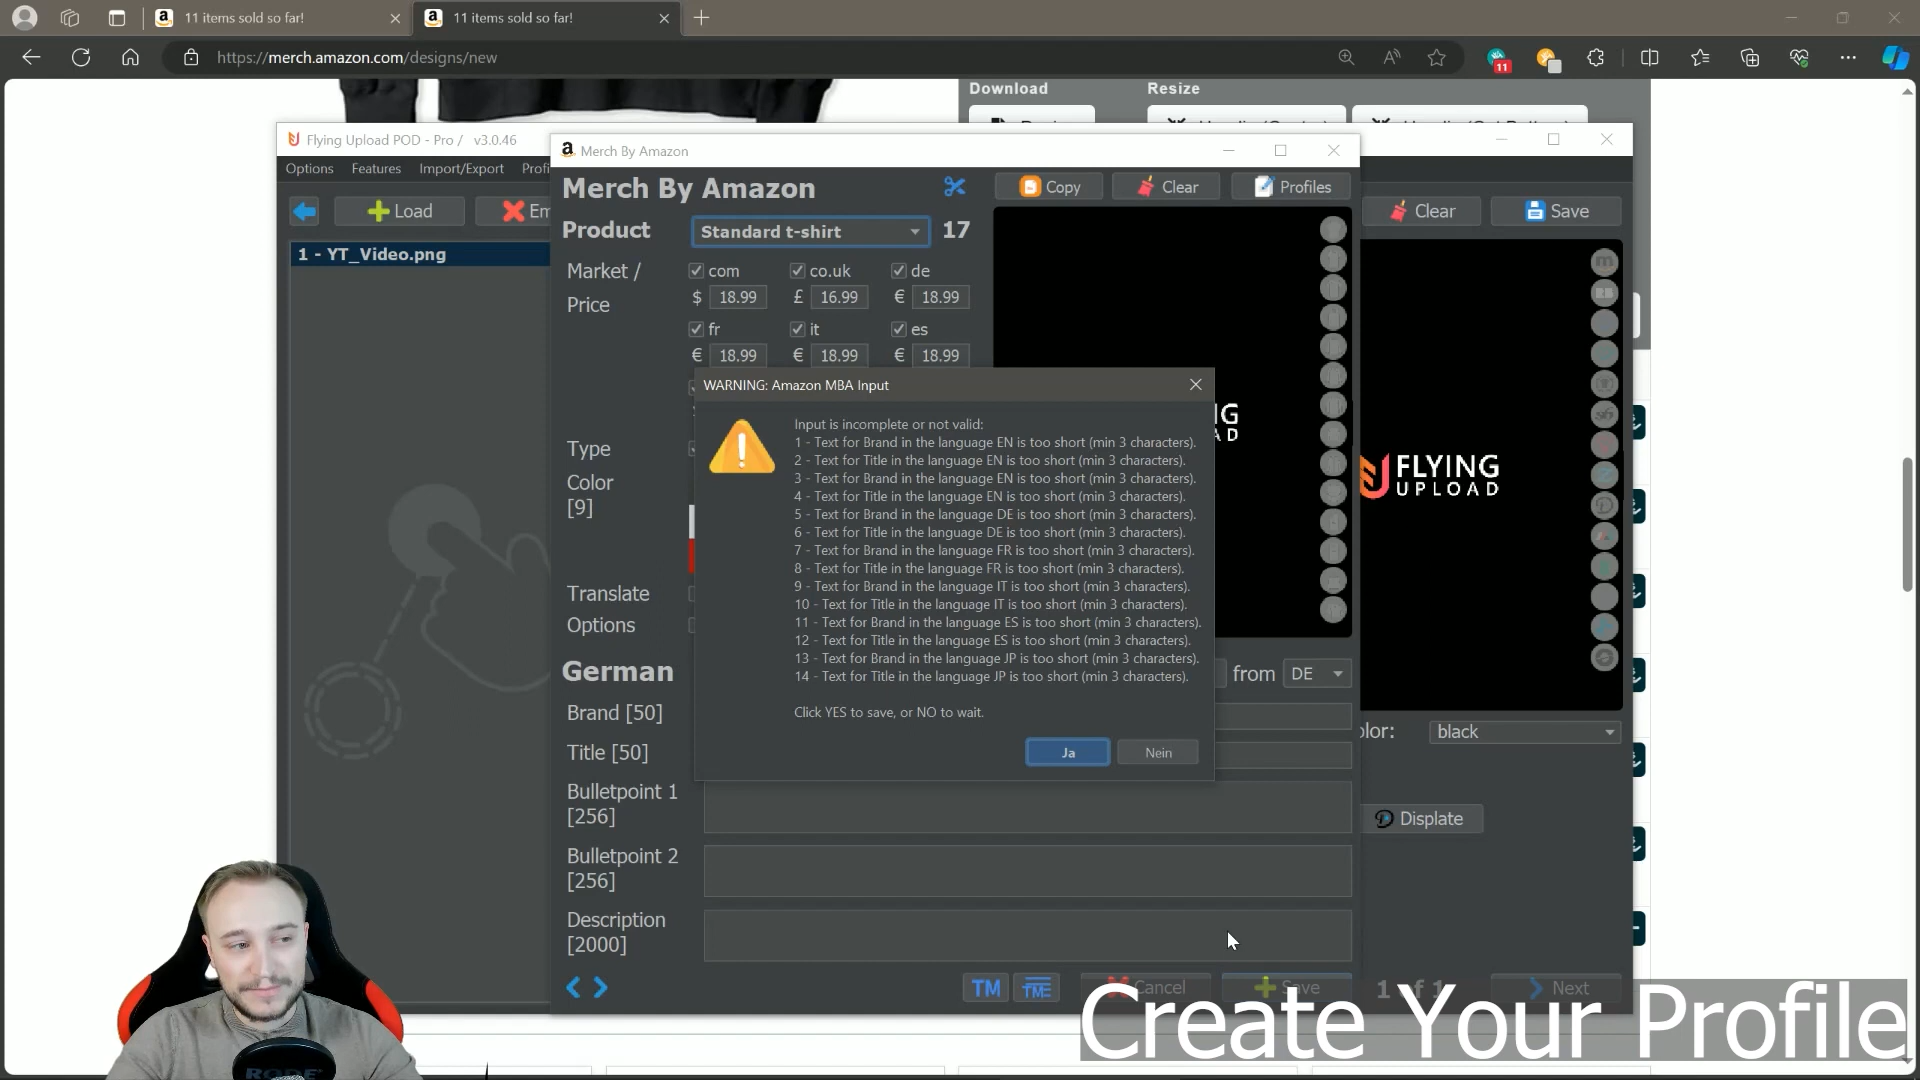 11 items sold so far!
11 items sold so far!
https://merch.amazon.com/designs/new
11
Download
Resize
Flying Upload POD - Pro / v3.0.46
Options Features Import/Export Profi
Load
Em
1 - YT_Video.png
Merch By Amazon
Merch By Amazon
Copy
Clear
Profiles
Clear
Save
Product
Standard t-shirt
17
Market /
Price
com
co.uk
de
$ 18.99
£ 16.99
€ 18.99
fr
it
es
€ 18.99
€ 18.99
€ 18.99
Type
Color
[9]
Translate
Options
WARNING: Amazon MBA Input
Input is incomplete or not valid:
1 - Text for Brand in the language EN is too short (min 3 characters).
2 - Text for Title in the language EN is too short (min 3 characters).
3 - Text for Brand in the language EN is too short (min 3 characters).
4 - Text for Title in the language EN is too short (min 3 characters).
5 - Text for Brand in the language DE is too short (min 3 characters).
6 - Text for Title in the language DE is too short (min 3 characters).
7 - Text for Brand in the language FR is too short (min 3 characters).
8 - Text for Title in the language FR is too short (min 3 characters).
9 - Text for Brand in the language IT is too short (min 3 characters).
10 - Text for Title in the language IT is too short (min 3 characters).
11 - Text for Brand in the language ES is too short (min 3 characters).
12 - Text for Title in the language ES is too short (min 3 characters).
13 - Text for Brand in the language JP is too short (min 3 characters).
14 - Text for Title in the language JP is too short (min 3 characters).
Click YES to save, or NO to wait.
Ja
Nein
IG
AD
FLYING
UPLOAD
German
from
DE
Brand [50]
Title [50]
Bulletpoint 1
[256]
Bulletpoint 2
[256]
Description
[2000]
olor:
black
Displate
TM
TM
Cancel
Save
1 of 1
Next
Create Your Profile
RODE